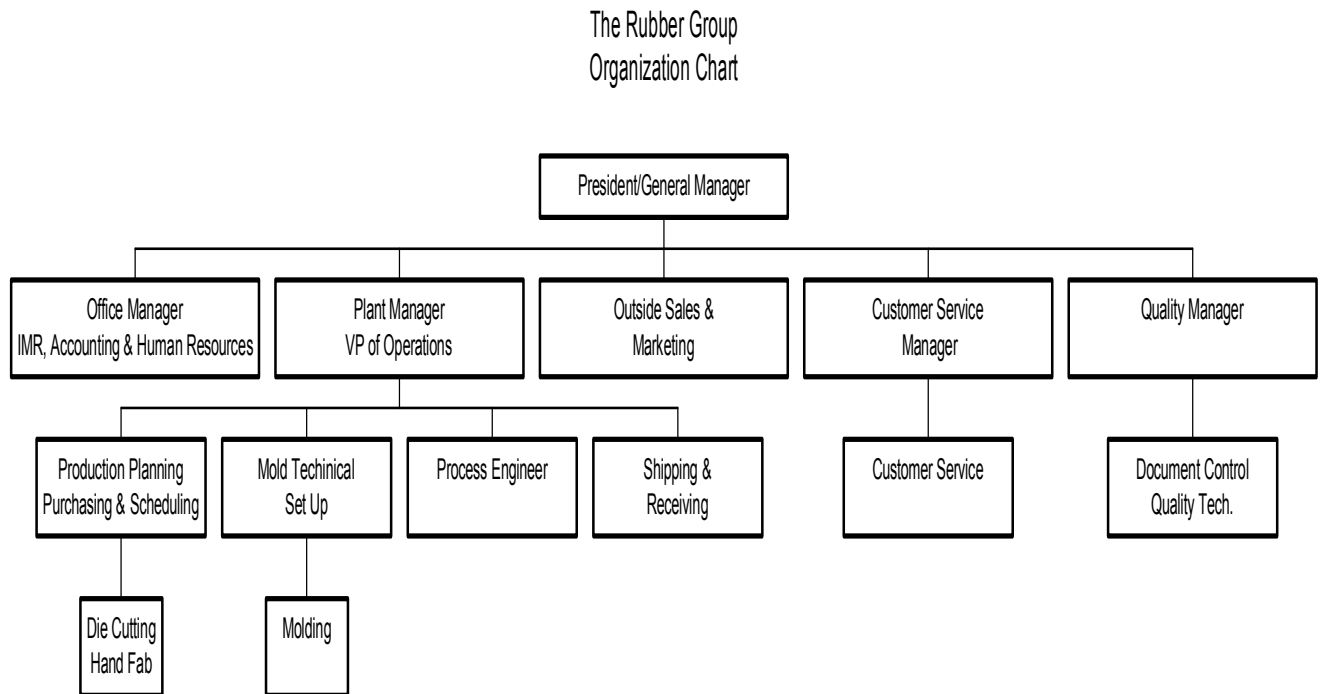 The Rubber Group
Organization Chart
President/General Manager
Office Manager
IMR, Accounting & Human Resources
Plant Manager
VP of Operations
Outside Sales &
Marketing
Customer Service
Manager
Quality Manager
Production Planning
Purchasing & Scheduling
Mold Techinical
Set Up
Process Engineer
Shipping &
Receiving
Customer Service
Document Control
Quality Tech.
Die Cutting
Hand Fab
Molding